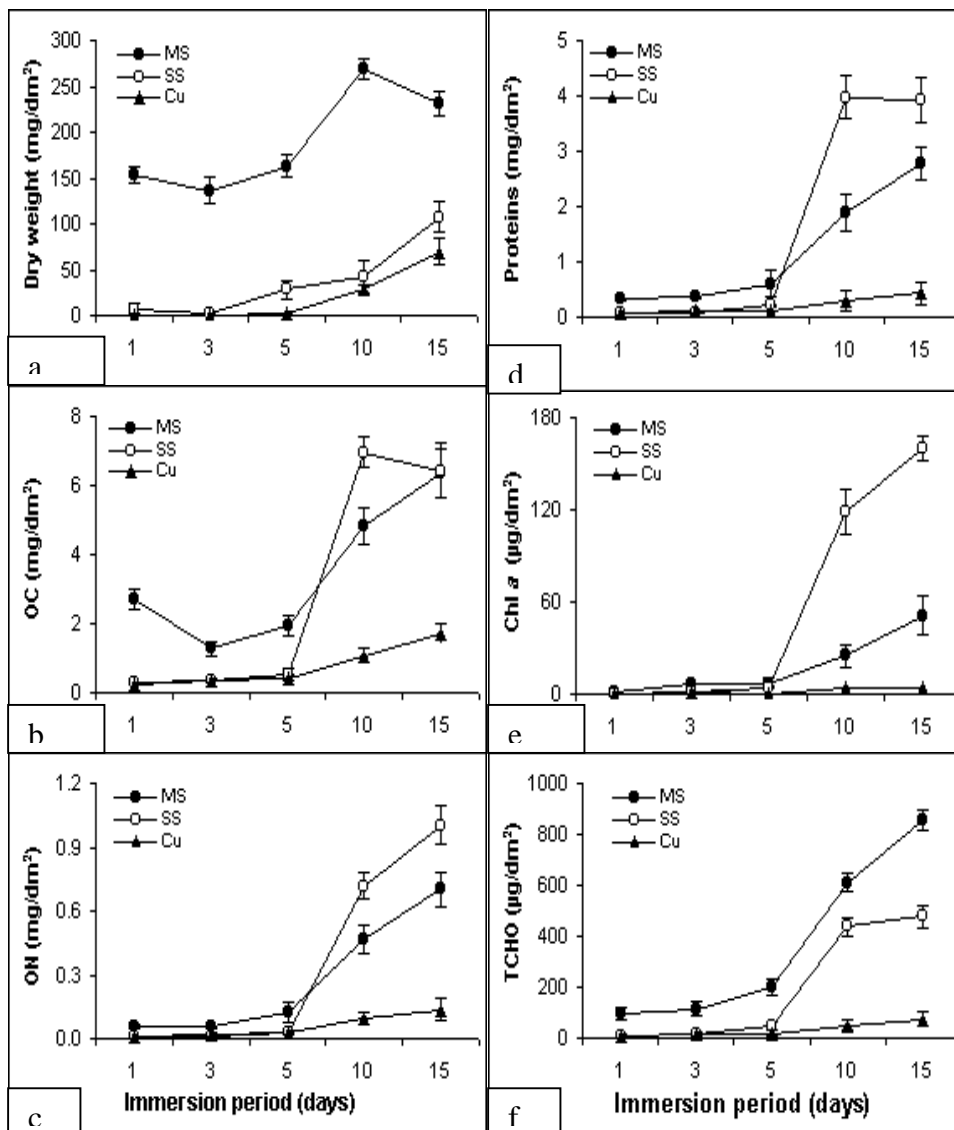 300
250
200
150
100
50
0
Dry weight (mg/dm²)
MS
SS
Cu
1 3 5 10 15
a
8
6
4
2
0
OC (mg/dm²)
MS
SS
Cu
1 3 5 10 15
b
1.2
0.9
0.6
0.3
0.0
ON (mg/dm²)
MS
SS
Cu
1 3 5 10 15
Immersion period (days)
c
5
4
3
2
1
0
Proteins (mg/dm²)
MS
SS
Cu
1 3 5 10 15
d
180
120
60
0
Chl a (µg/dm²)
MS
SS
Cu
1 3 5 10 15
e
1000
800
600
400
200
0
TCHO (µg/dm²)
MS
SS
Cu
1 3 5 10 15
Immersion period (days)
f